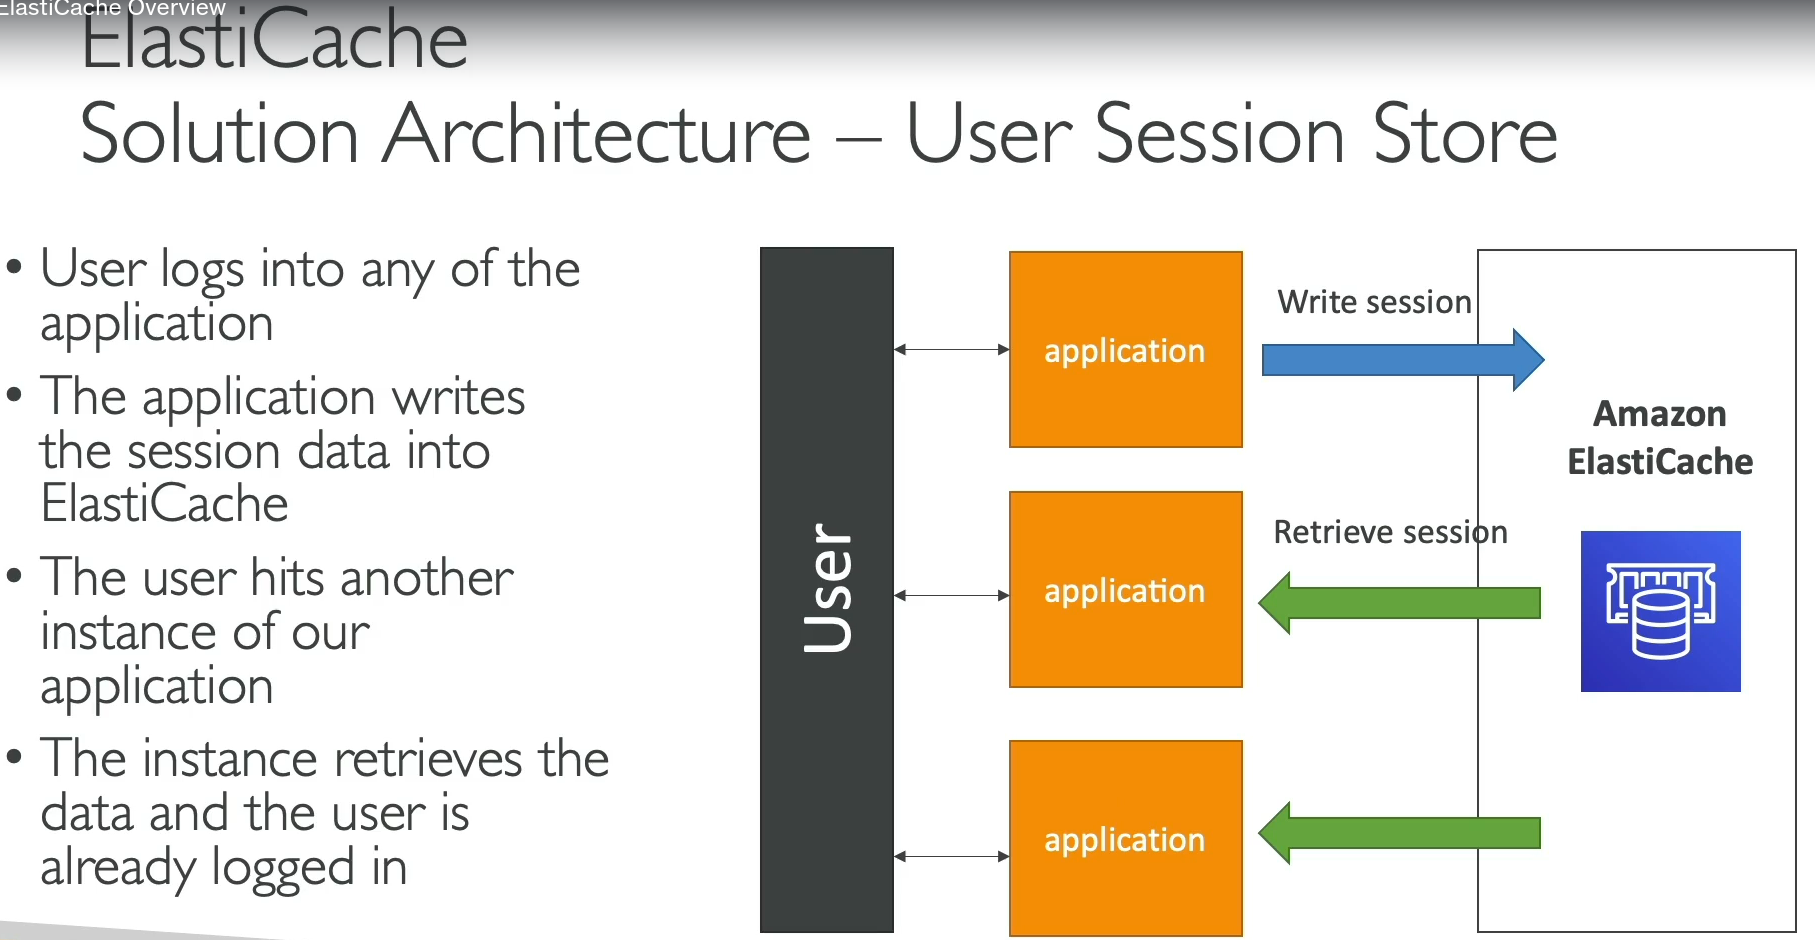 ElastiCache Overview
ElastiCache
Solution Architecture – User Session Store
• User logs into any of the
application
• The application writes
the session data into
ElastiCache
• The user hits another
instance of our
application
• The instance retrieves the
data and the user is
already logged in
User
application
Write session
Amazon
ElastiCache
application
Retrieve session
application